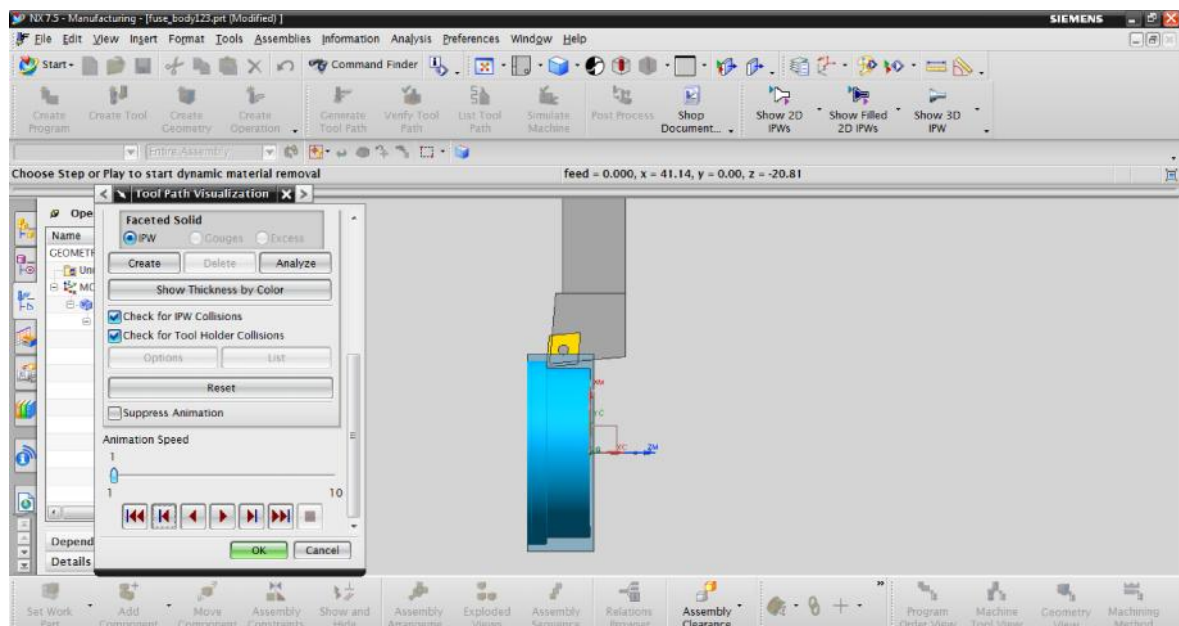 NX 7.5 - Manufacturing - [fuse_body123.prt (Modified) ]
SIEMENS
File Edit View Insert Format Tools Assemblies Information Analysis Preferences Window Help
Start
Command Finder
Create Program
Create Tool
Create Geometry
Create Operation
Generate Tool Path
Verify Tool Path
List Tool Path
Simulate Machine
Post Process
Shop Document...
Show 2D IPWs
Show Filled 2D IPWs
Show 3D IPW
Entire Assembly
Choose Step or Play to start dynamic material removal
feed = 0.000, x = 41.14, y = 0.00, z = -20.81
Tool Path Visualization
Ope
Name
GEOMETR
Un
MC
Faceted Solid
IPW Gouges Excess
Create Delete Analyze
Show Thickness by Color
Check for IPW Collisions
Check for Tool Holder Collisions
Options List
Reset
Suppress Animation
Animation Speed
1
1 10
OK Cancel
Depend
Details
XM
YC
XC
ZM
Set Work Part
Add Component
Move Component
Assembly Constraints
Show and Hide
Assembly Arrangeme
Exploded Views
Assembly Sequence
Relations Browser
Assembly Clearance
Program Order View
Machine Tool View
Geometry View
Machining Method